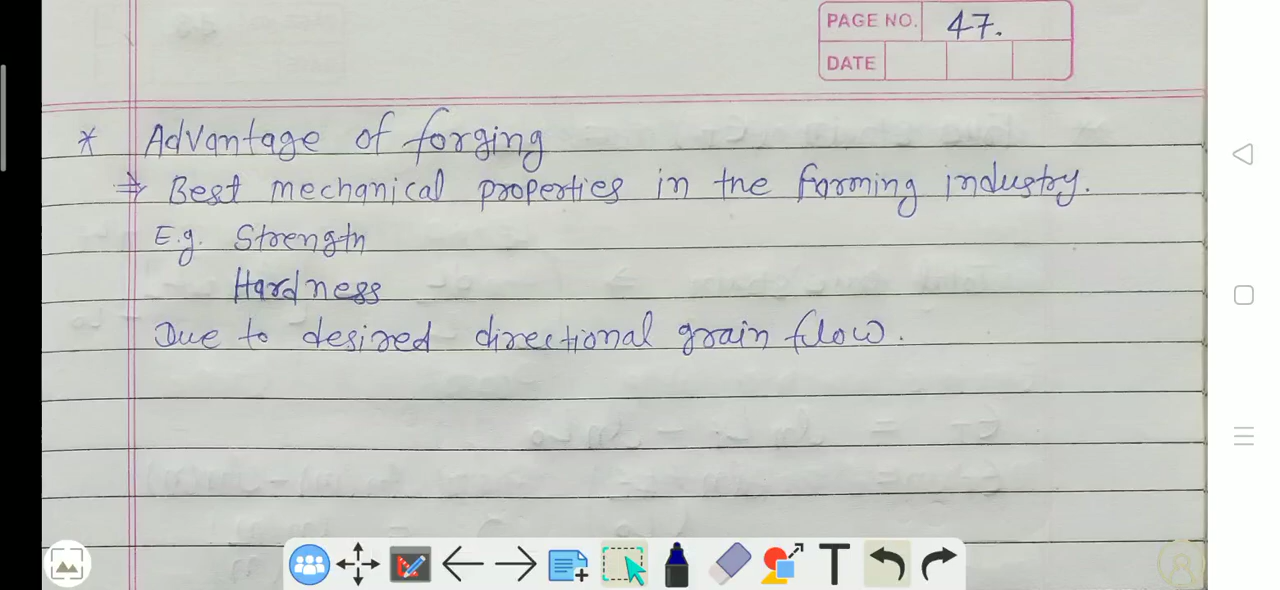 PAGE NO. 47.
DATE
* Advantage of forging
⇒ Best mechanical properties in the forming industry.
E.g. Strength
Hardness
Due to desired directional grain flow.
T